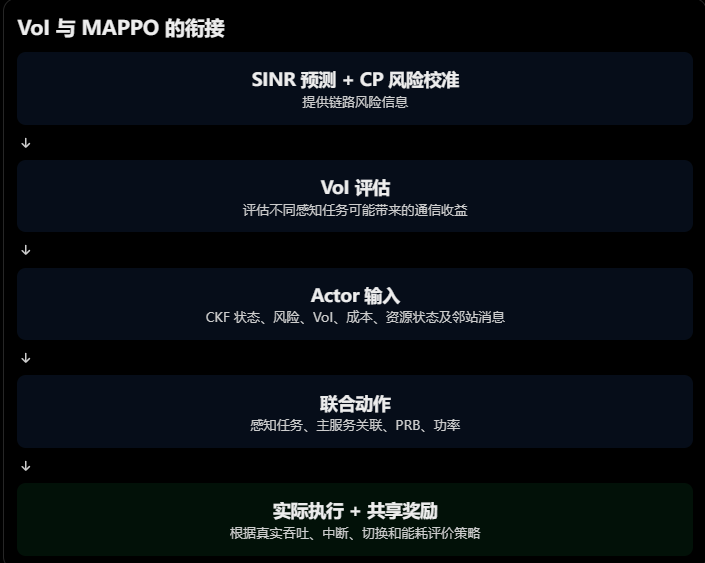 VoI 与 MAPPO 的衔接
SINR 预测 + CP 风险校准
提供链路风险信息
↓
VoI 评估
评估不同感知任务可能带来的通信收益
↓
Actor 输入
CKF 状态、风险、VoI、成本、资源状态及邻站消息
↓
联合动作
感知任务、主服务关联、PRB、功率
↓
实际执行 + 共享奖励
根据真实吞吐、中断、切换和能耗评价策略